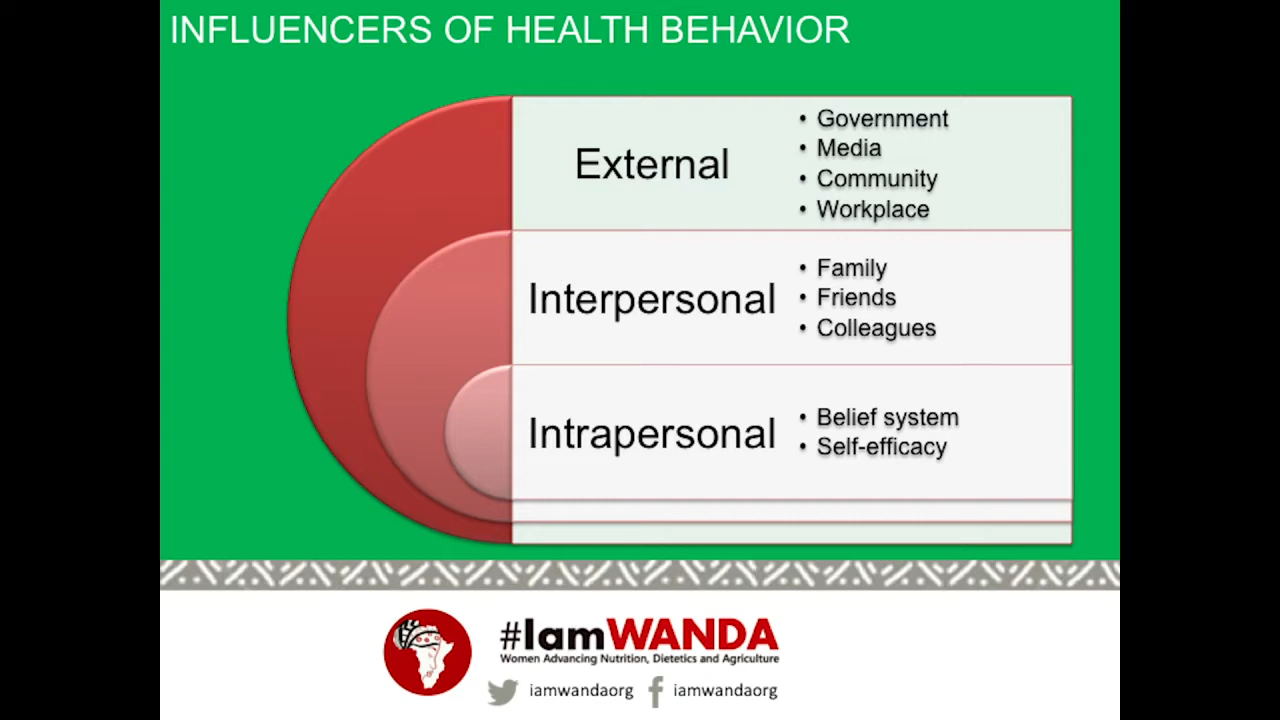 INFLUENCERS OF HEALTH BEHAVIOR
External
• Government
• Media
• Community
• Workplace
Interpersonal
• Family
• Friends
• Colleagues
Intrapersonal
• Belief system
• Self-efficacy
#IamWANDA
Women Advancing Nutrition, Dietetics and Agriculture
iamwandaorg iamwandaorg